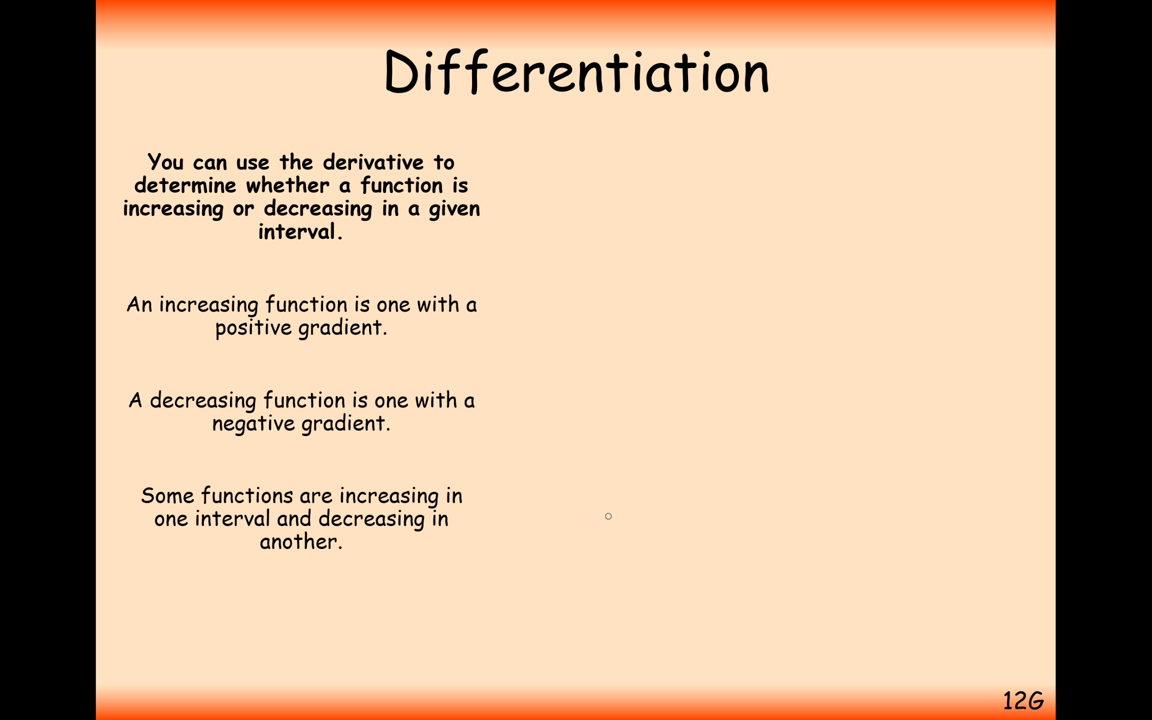 Differentiation
You can use the derivative to
determine whether a function is
increasing or decreasing in a given
interval.
An increasing function is one with a
positive gradient.
A decreasing function is one with a
negative gradient.
Some functions are increasing in
one interval and decreasing in
another.
12G